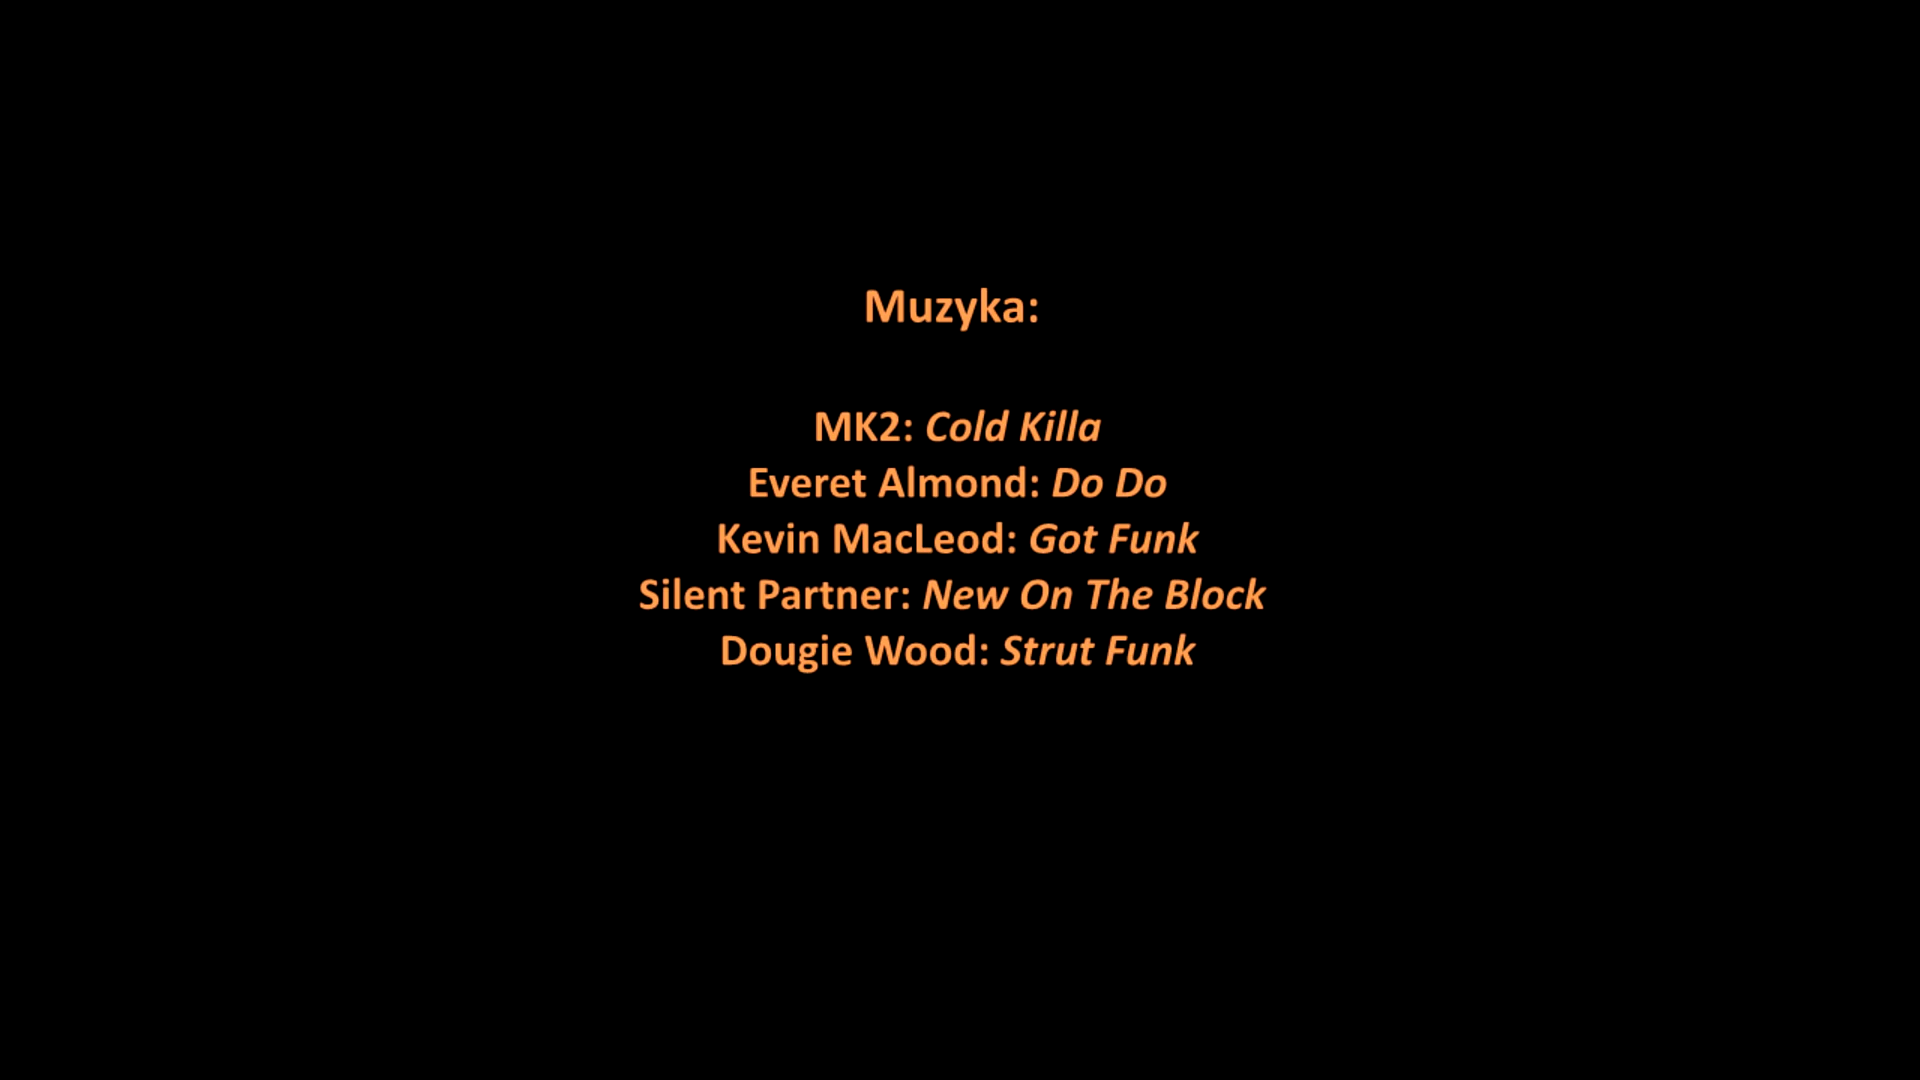 Muzyka:
MK2: Cold Killa
Everet Almond: Do Do
Kevin MacLeod: Got Funk
Silent Partner: New On The Block
Dougie Wood: Strut Funk